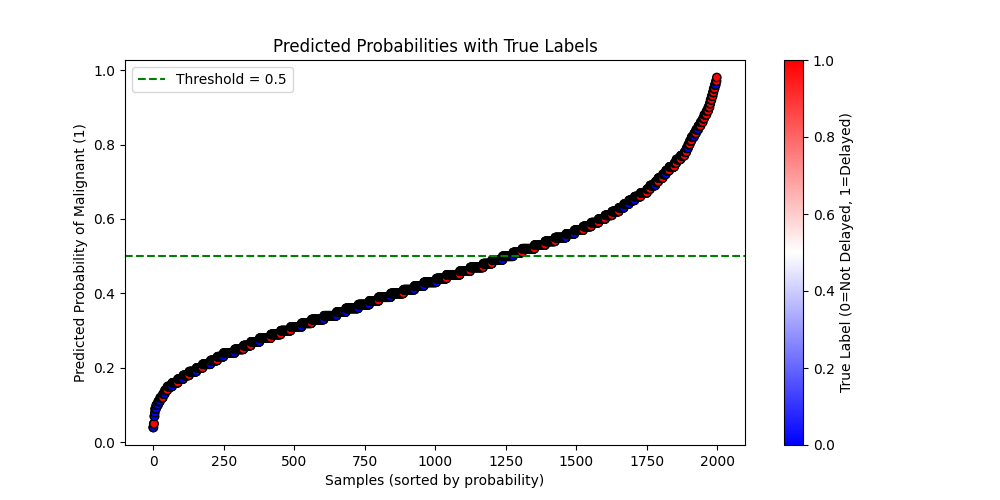 Predicted Probabilities with True Labels
Threshold = 0.5
Predicted Probability of Malignant (1)
1.0
0.8
0.6
0.4
0.2
0.0
0 250 500 750 1000 1250 1500 1750 2000
Samples (sorted by probability)
1.0
0.8
0.6
0.4
0.2
0.0
True Label (0=Not Delayed, 1=Delayed)